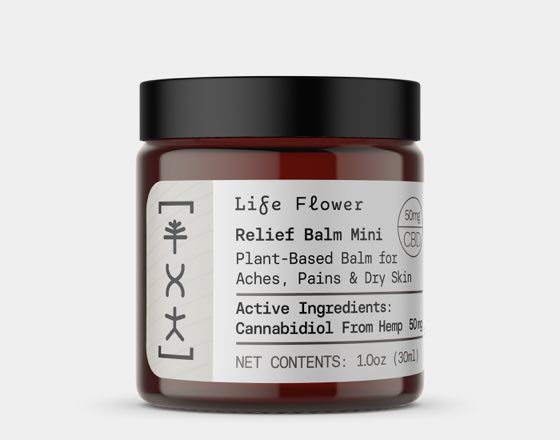 Life Flower
50mg
CBD
Relief Balm Mini
Plant-Based Balm for
Aches, Pains & Dry Skin
Active Ingredients:
Cannabidiol From Hemp 50mg
NET CONTENTS: 1.0oz (30ml)